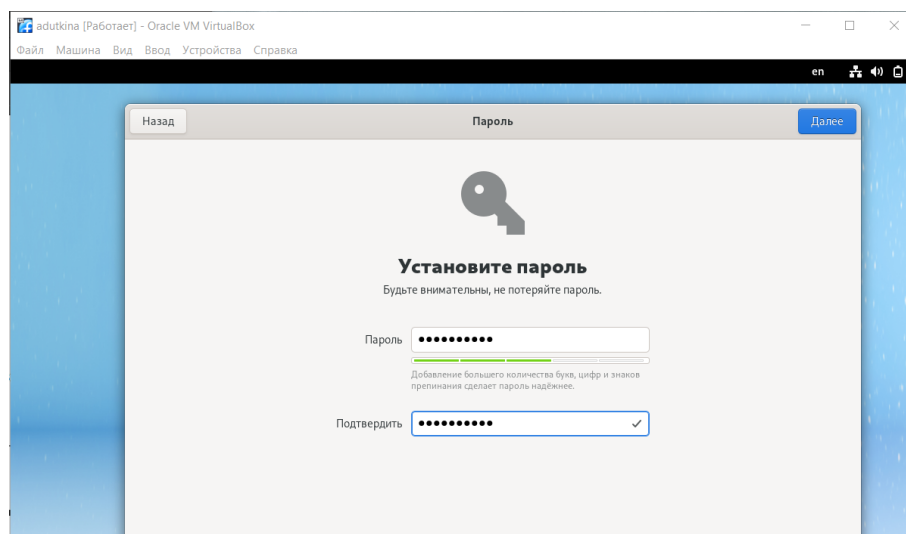 adutkina [Работает] - Oracle VM VirtualBox
Файл Машина Вид Ввод Устройства Справка
en
Назад Пароль Далее
Установите пароль
Будьте внимательны, не потеряйте пароль.
Пароль ●●●●●●●●●●
Добавление большего количества букв, цифр и знаков
препинания сделает пароль надёжнее.
Подтвердить ●●●●●●●●●●